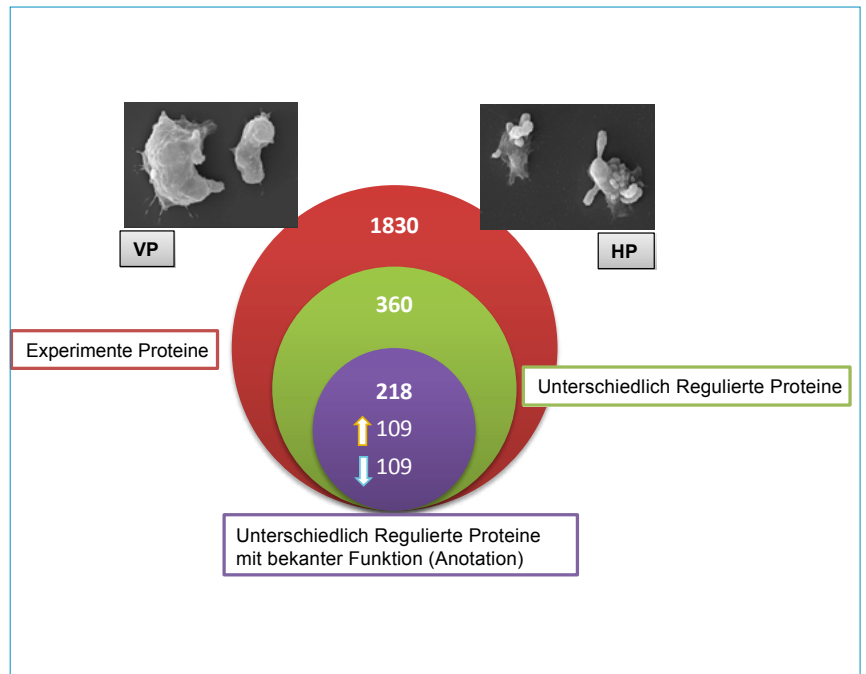 1830
VP
HP
360
Experimente Proteine
Unterschiedlich Regulierte Proteine
218
109
109
Unterschiedlich Regulierte Proteine
mit bekanter Funktion (Anotation)